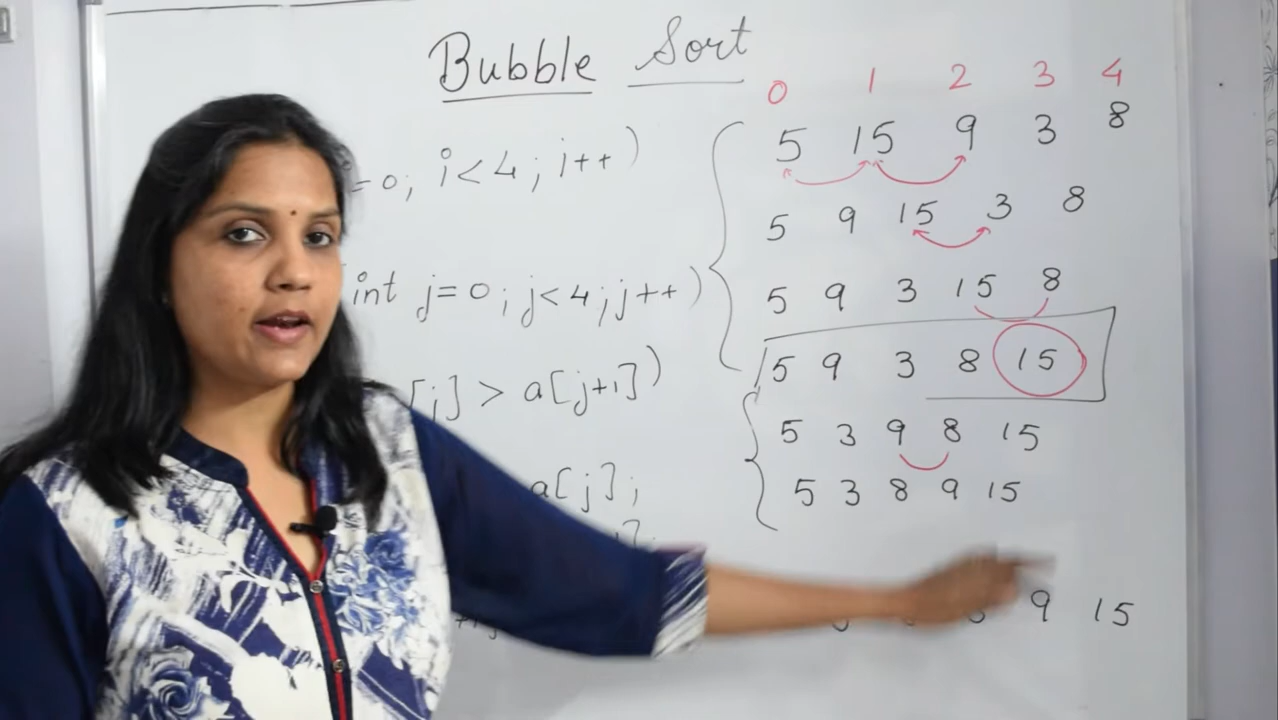 Bubble Sort
=0; i<4; i++)
int j=0; j<4; j++)
[j] > a[j+1])
a[j];
0 1 2 3 4
5 15 9 3 8
5 9 15 3 8
5 9 3 15 8
5 9 3 8 15
5 3 9 8 15
5 3 8 9 15
9 15